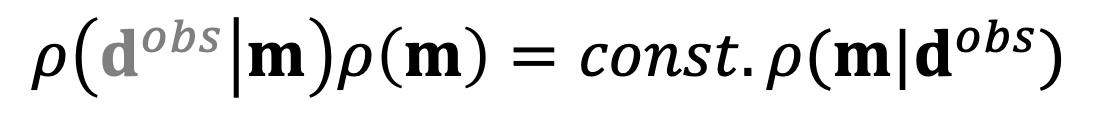 ρ(d^obs|m)ρ(m) = const. ρ(m|d^obs)